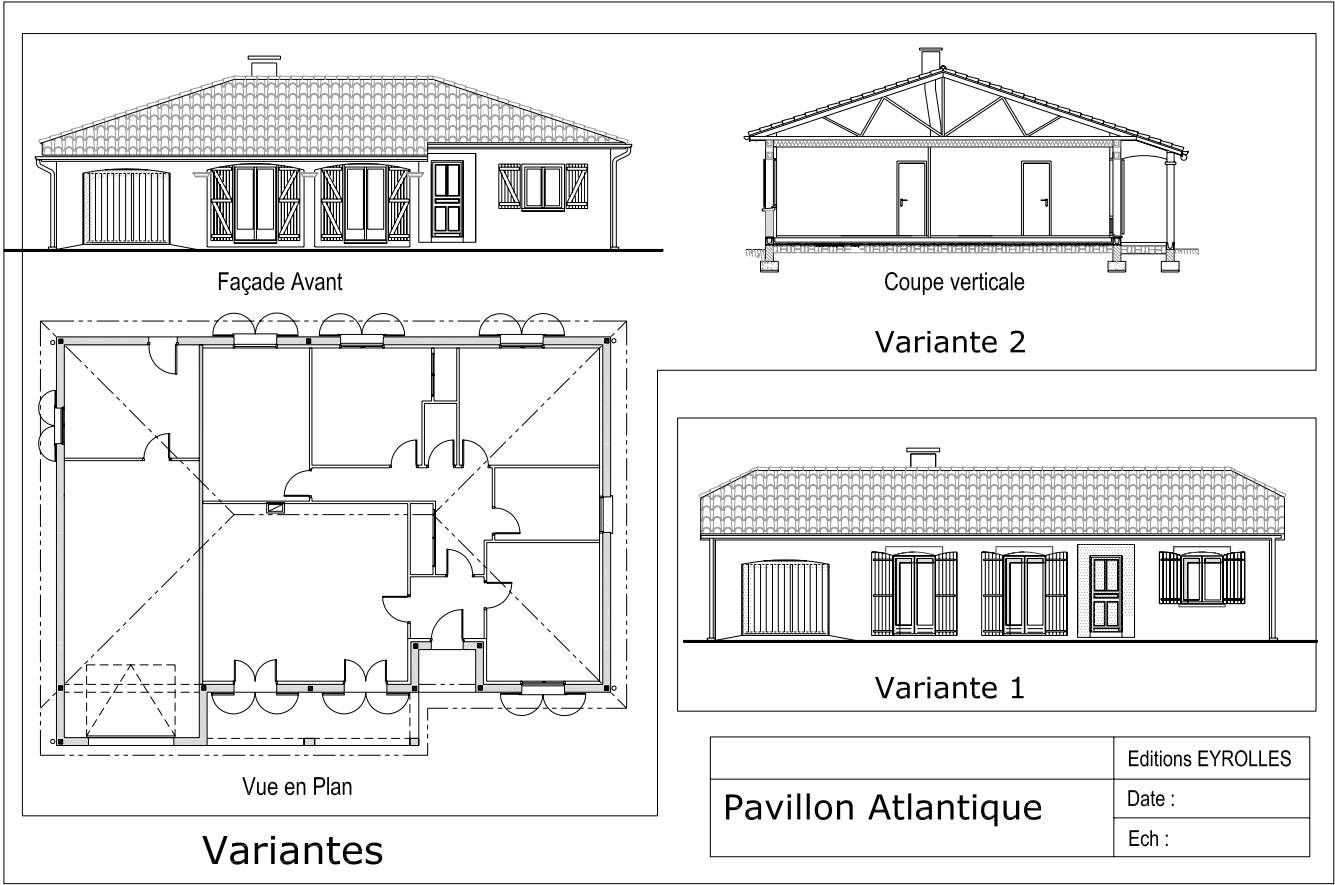 Façade Avant
Coupe verticale
Variante 2
Variante 1
Vue en Plan
Variantes
Pavillon Atlantique
Editions EYROLLES
Date :
Ech :